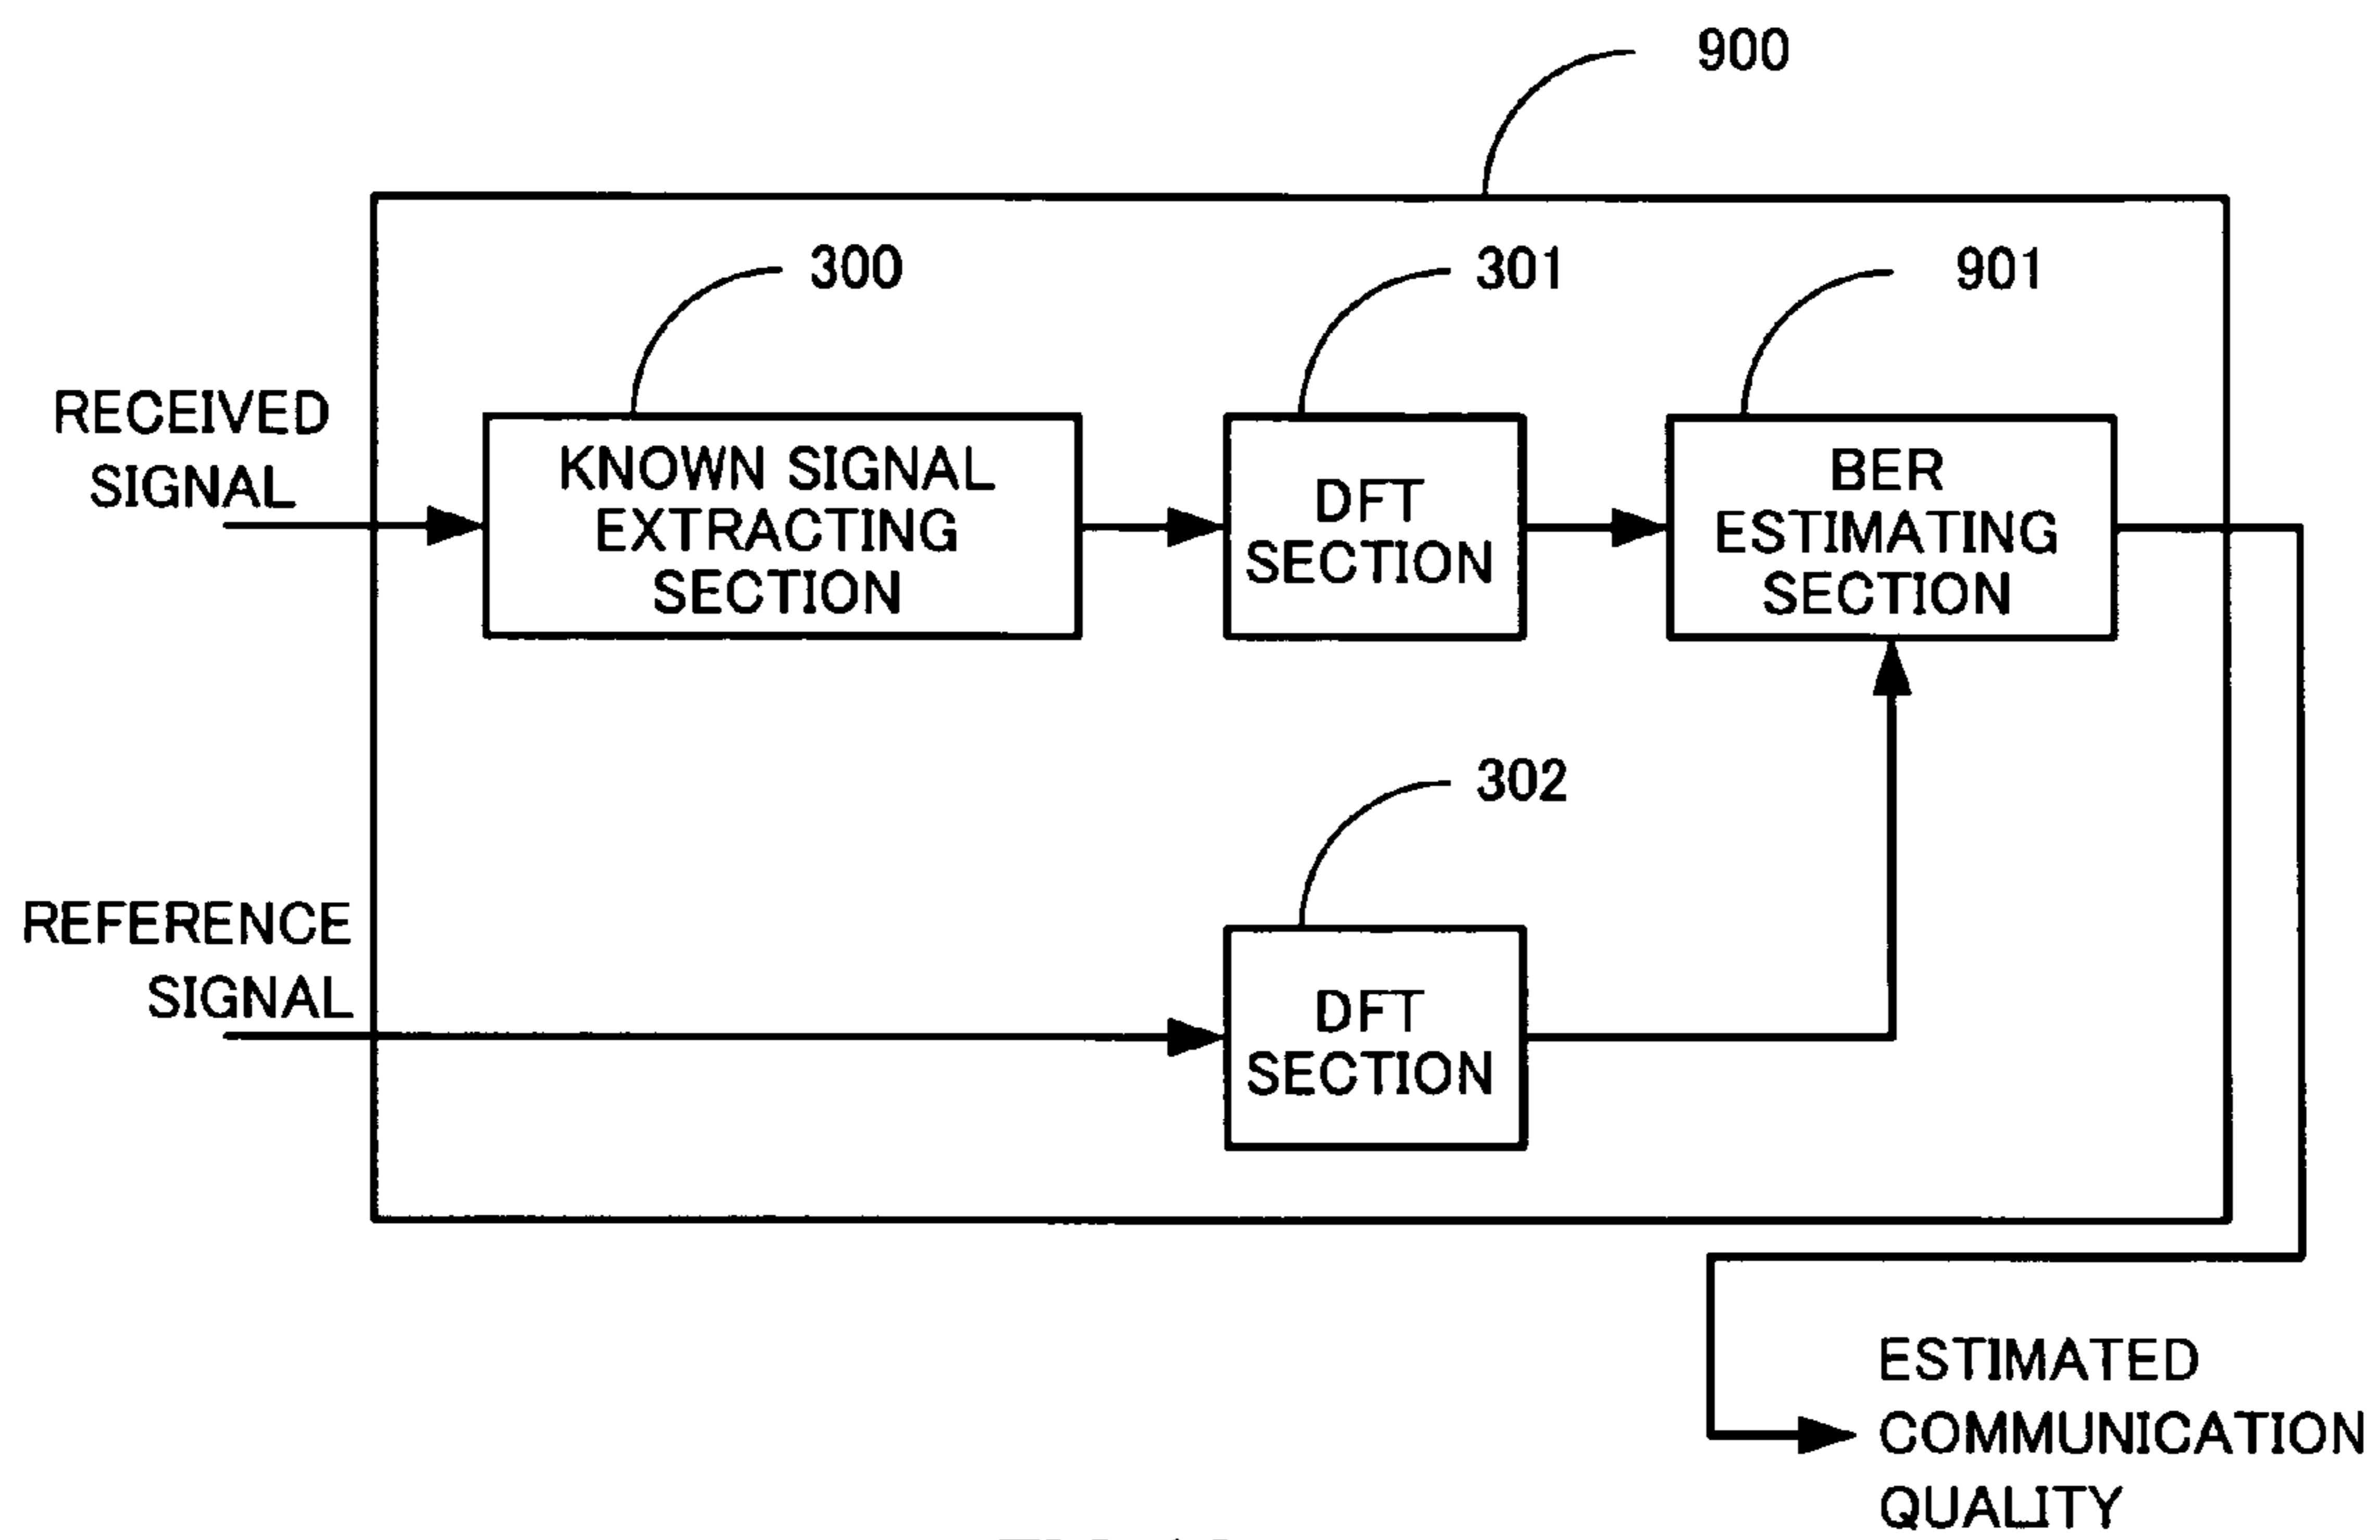 900
300
301
901
RECEIVED
SIGNAL
KNOWN SIGNAL
EXTRACTING
SECTION
DFT
SECTION
BER
ESTIMATING
SECTION
302
REFERENCE
SIGNAL
DFT
SECTION
ESTIMATED
COMMUNICATION
QUALITY